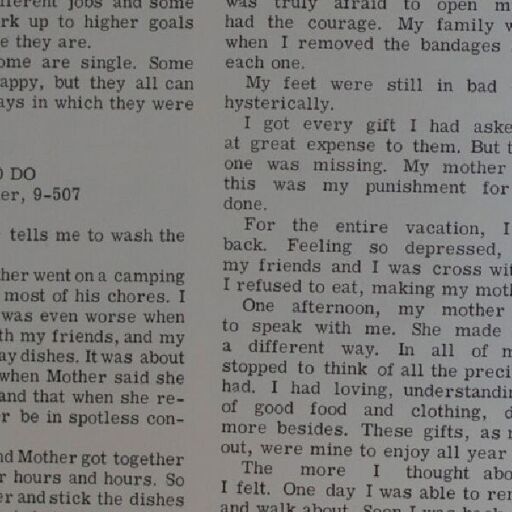 fferent jobs and some
rk up to higher goals
e they are.
ome are single. Some
appy, but they all can
ays in which they were
O DO
er, 9-507
tells me to wash the
her went on a camping
most of his chores. I
was even worse when
th my friends, and my
ay dishes. It was about
when Mother said she
and that when she re-
r be in spotless con-
nd Mother got together
r hours and hours. So
er and stick the dishes
was truly afraid to open m
had the courage. My family w
when I removed the bandages
each one.
My feet were still in bad
hysterically.
I got every gift I had aske
at great expense to them. But t
one was missing. My mother
this was my punishment for
done.
For the entire vacation, I
back. Feeling so depressed,
my friends and I was cross wit
I refused to eat, making my moth
One afternoon, my mother
to speak with me. She made
a different way. In all of m
stopped to think of all the preci
had. I had loving, understandin
of good food and clothing, d
more besides. These gifts, as m
out, were mine to enjoy all year
The more I thought abo
I felt. One day I was able to rem
and walk about. Soon I was back